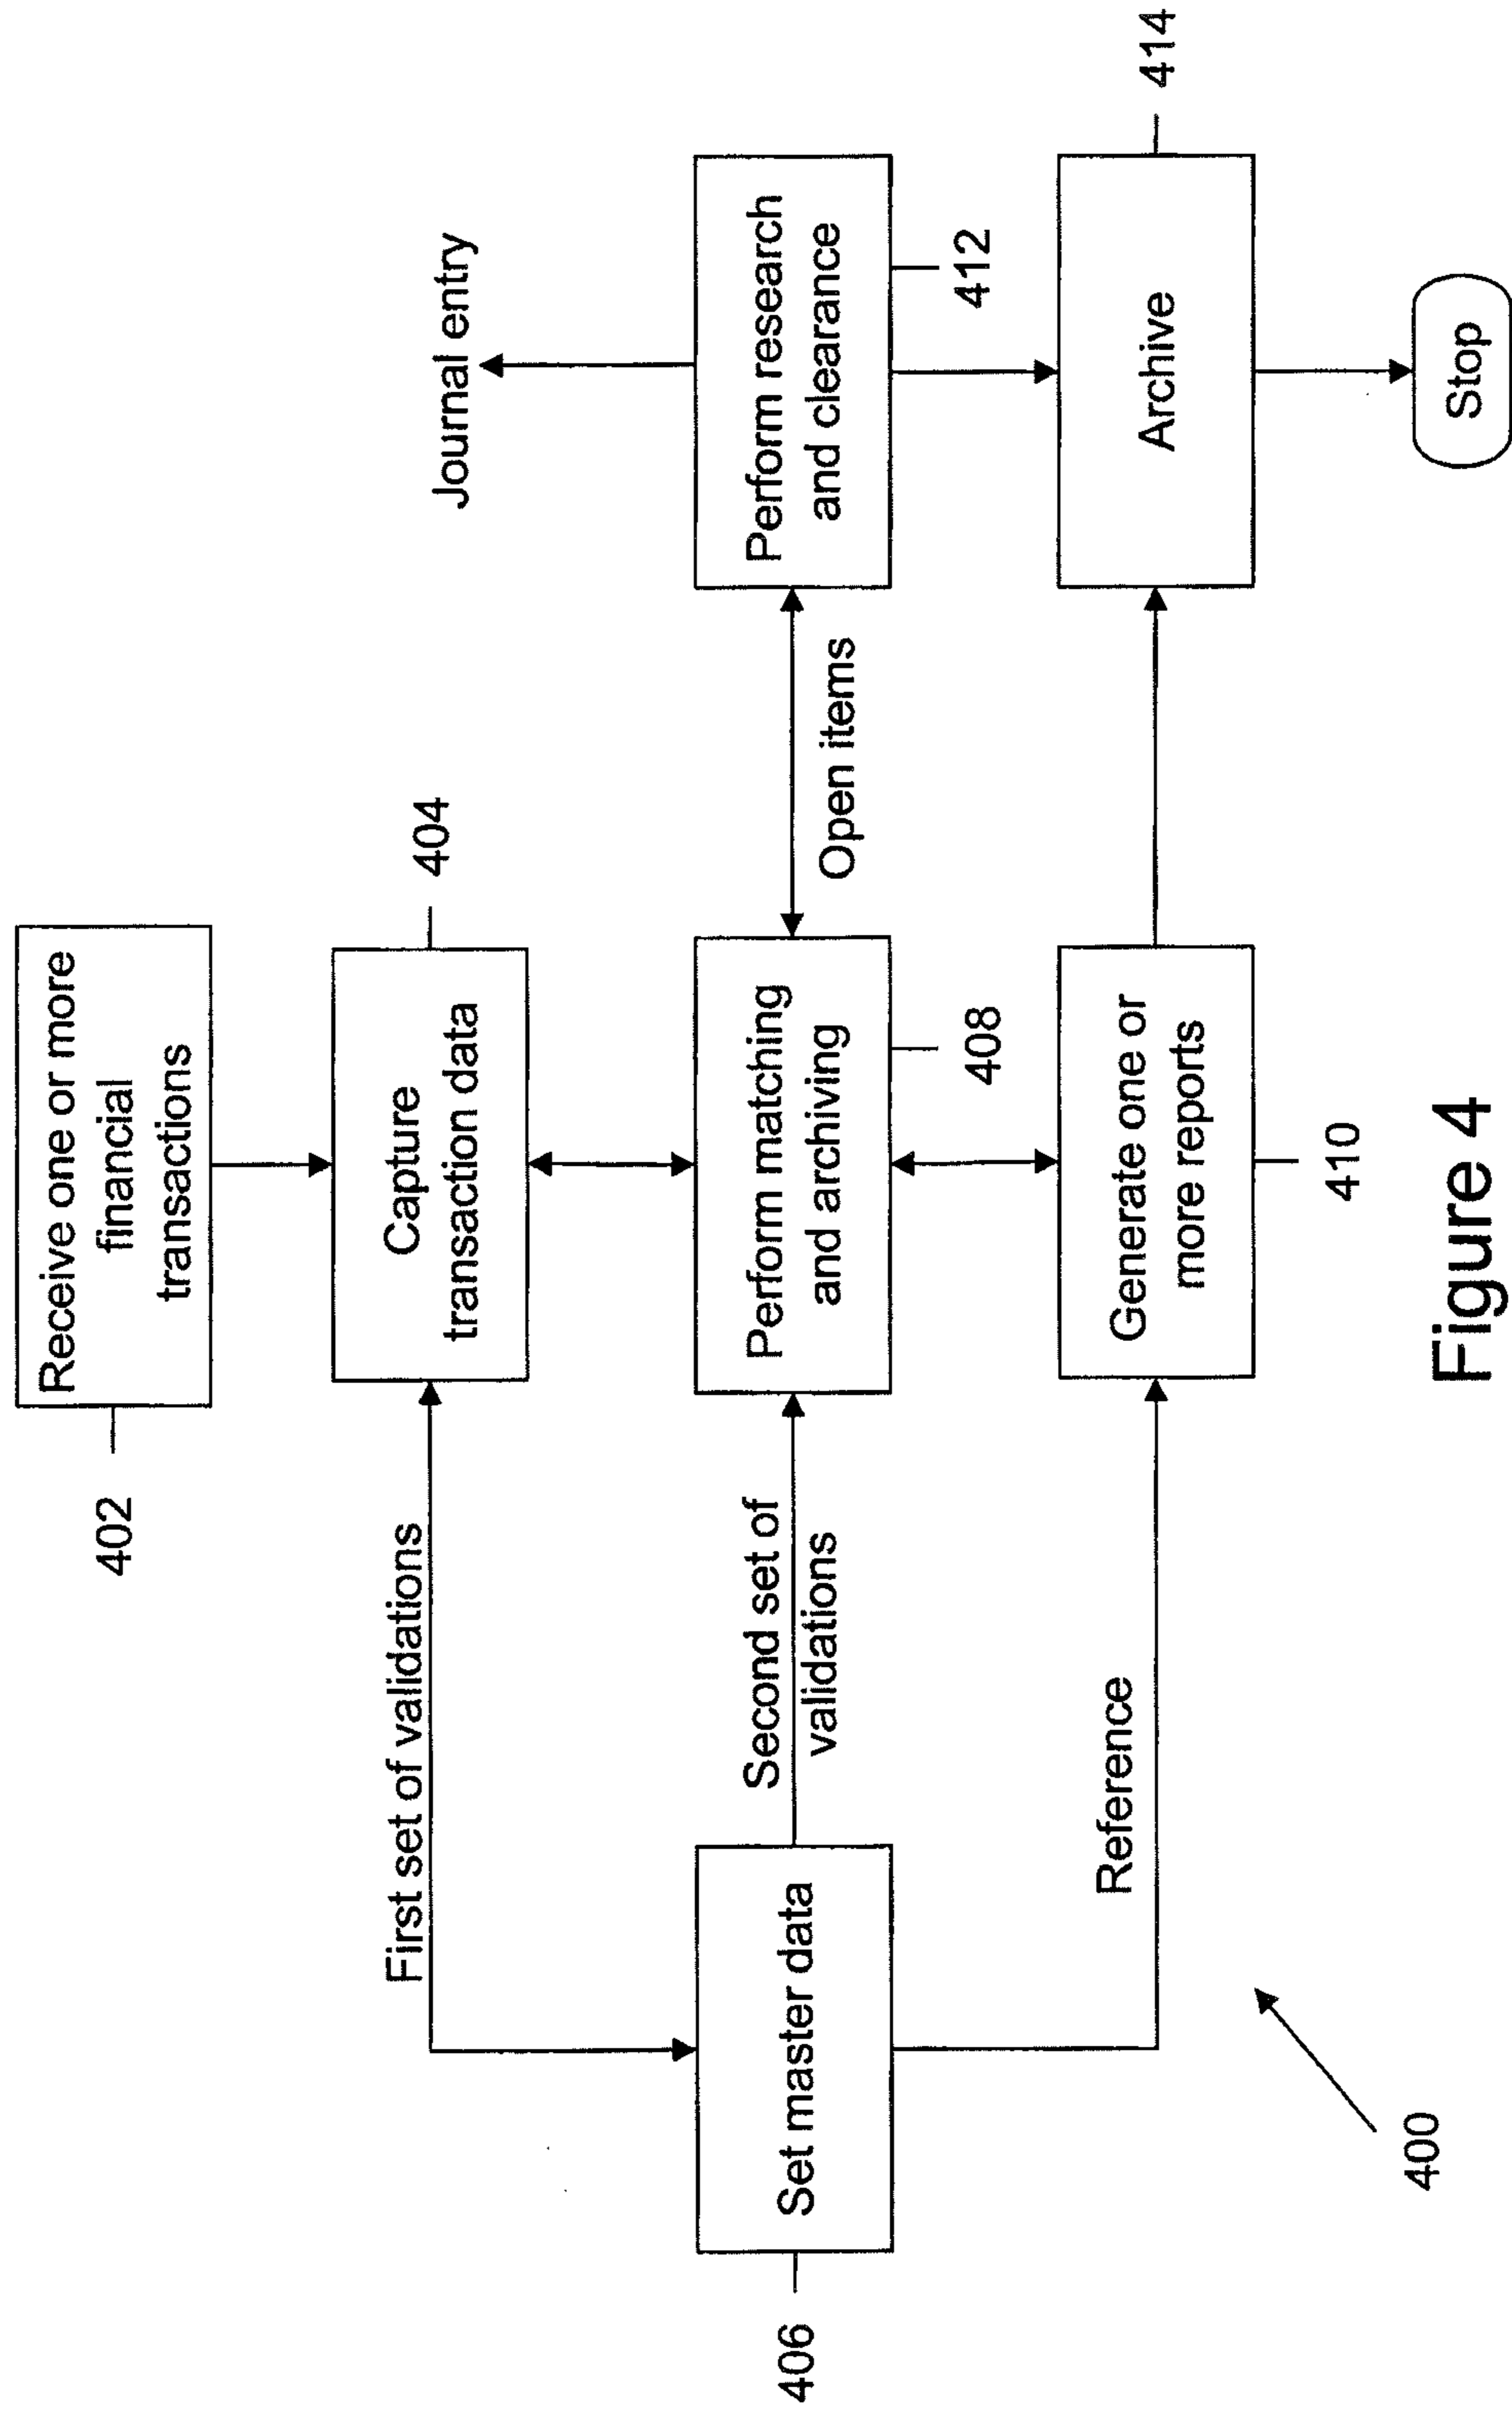 Receive one or more
financial
transactions
402
First set of validations
Capture
transaction data
404
Journal entry
406
Set master data
Second set of
validations
Perform matching
and archiving
408
Open items
Perform research
and clearance
412
Reference
Generate one or
more reports
410
Archive
414
Stop
400
Figure 4